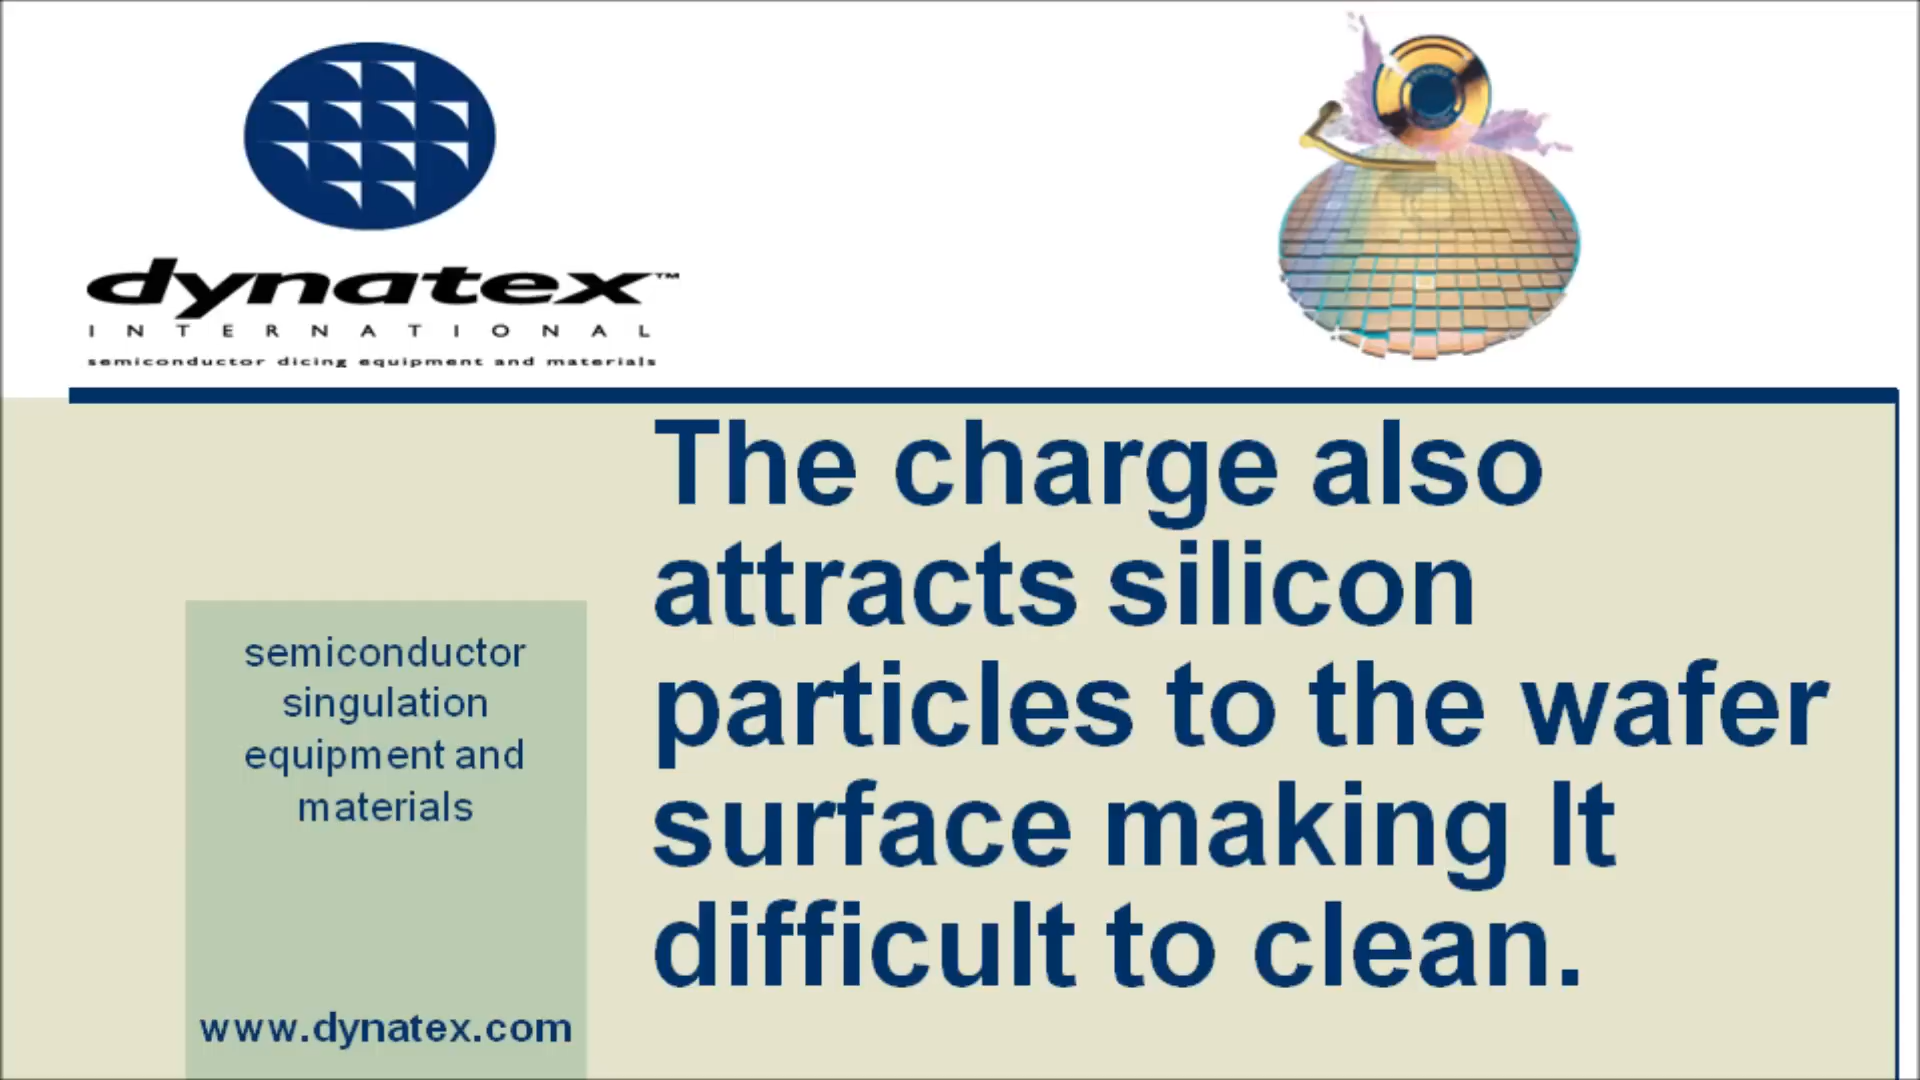 dynatex™
INTERNATIONAL
semiconductor dicing equipment and materials
The charge also
attracts silicon
particles to the wafer
surface making It
difficult to clean.
semiconductor
singulation
equipment and
materials
www.dynatex.com